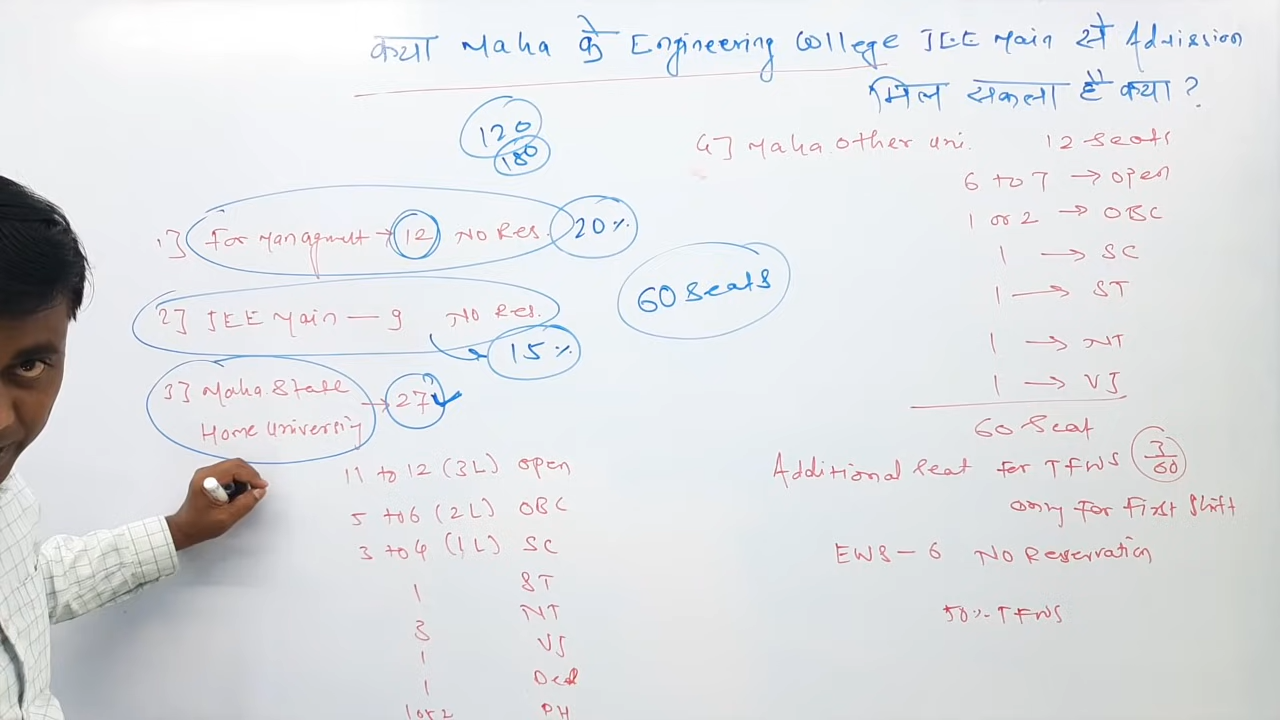 क्या Maha के Engineering College JEE Main से Admission
मिल सकता है क्या ?
120
180
1] For Managment → 12 No Res. 20%
2] JEE Main — 9 No Res.
15%
3] Maha. State → 27
Home University
11 to 12 (3L) open
5 to 6 (2L) OBC
3 to 4 (1L) SC
1 ST
3 NT
1 VJ
1 Def
1 or 2 PH
60 Seats
4] Maha. Other Uni. 12 Seats
6 to 7 → open
1 or 2 → OBC
1 → SC
1 → ST
1 → NT
1 → VJ
60 Seat
Additional Seat for TFWS 3/60
only for First Shift
EWS - 6 No Reservation
50% TFWS